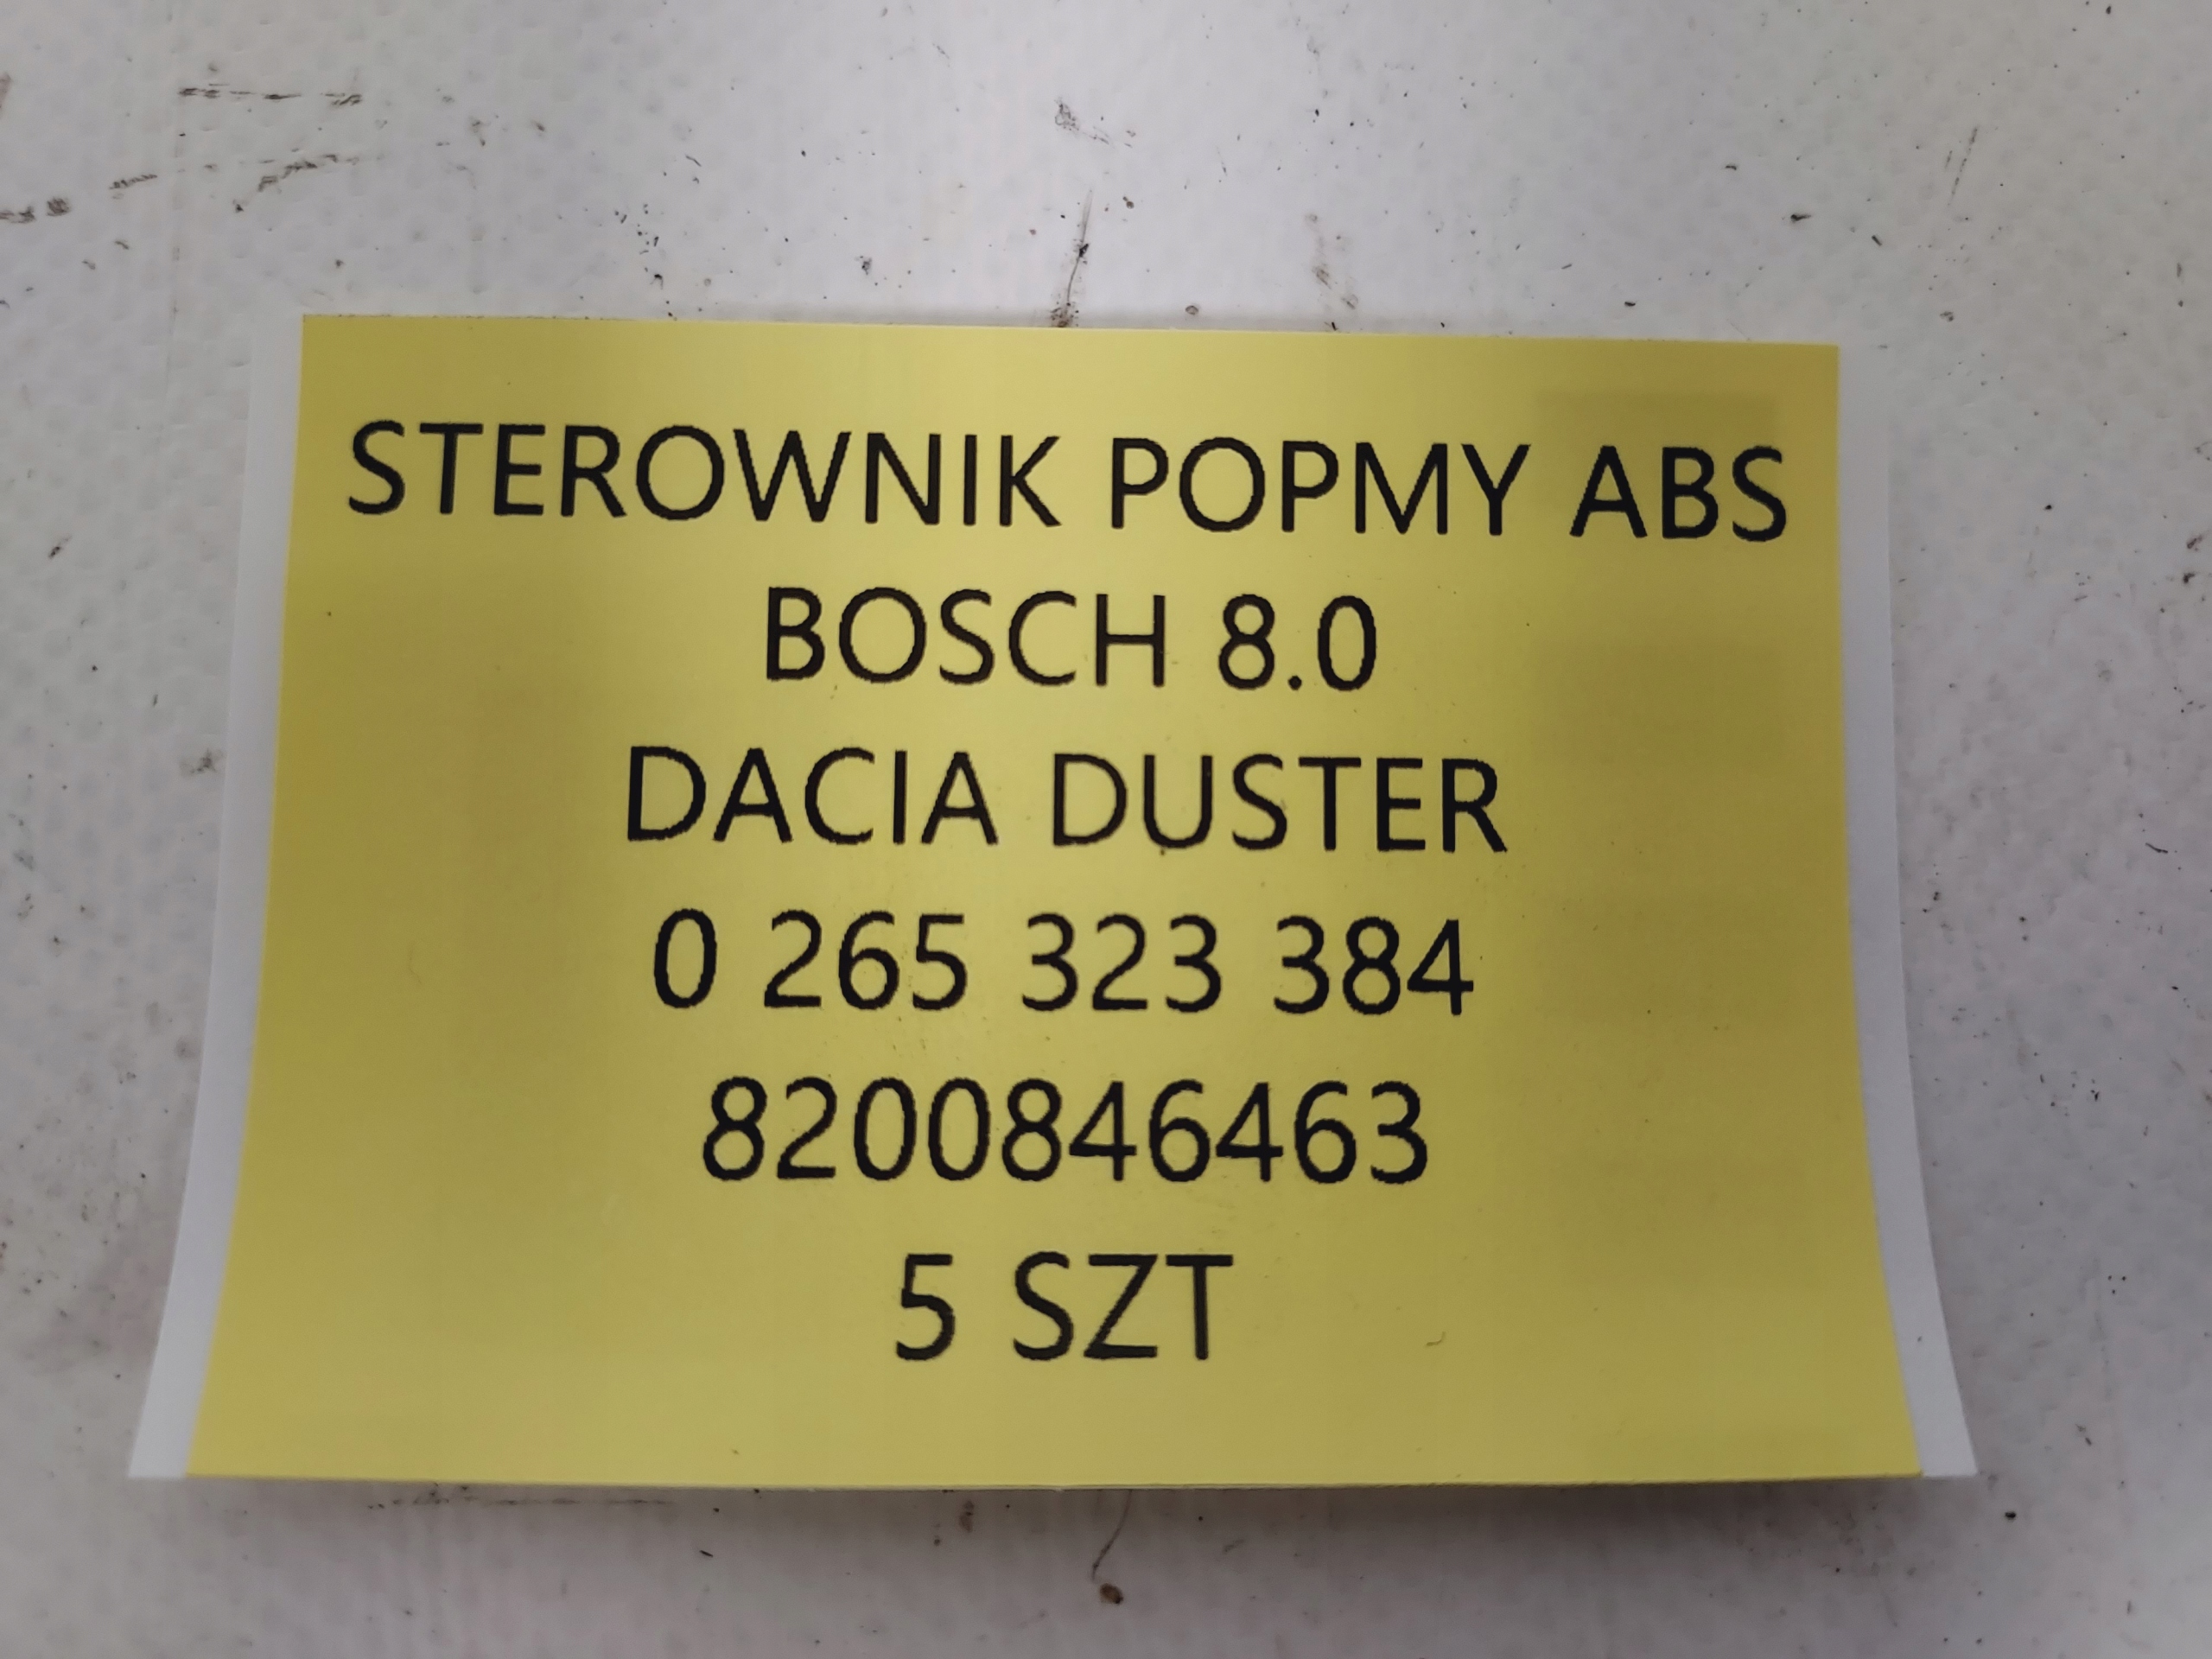 STEROWNIK POPMY ABS
BOSCH 8.0
DACIA DUSTER
0 265 323 384
8200846463
5 SZT